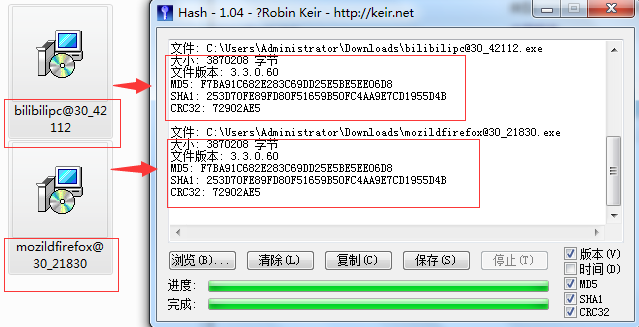 bilibilipc@30_42
112
mozildfirefox@
30_21830
Hash - 1.04 - ?Robin Keir - http://keir.net
文件: C:\Users\Administrator\Downloads\bilibilipc@30_42112.exe
大小: 3870208 字节
文件版本: 3.3.0.60
MD5: F7BA91C682E283C69DD25E5BE5EE06D8
SHA1: 253D70FE89FD80F51659B50FC4AA9E7CD1955D4B
CRC32: 72902AE5
文件: C:\Users\Administrator\Downloads\mozildfirefox@30_21830.exe
大小: 3870208 字节
文件版本: 3.3.0.60
MD5: F7BA91C682E283C69DD25E5BE5EE06D8
SHA1: 253D70FE89FD80F51659B50FC4AA9E7CD1955D4B
CRC32: 72902AE5
浏览(B)... 清除(L) 复制(C) 保存(S) 停止(T)
版本(V)
时间(D)
MD5
SHA1
CRC32
进度:
完成: